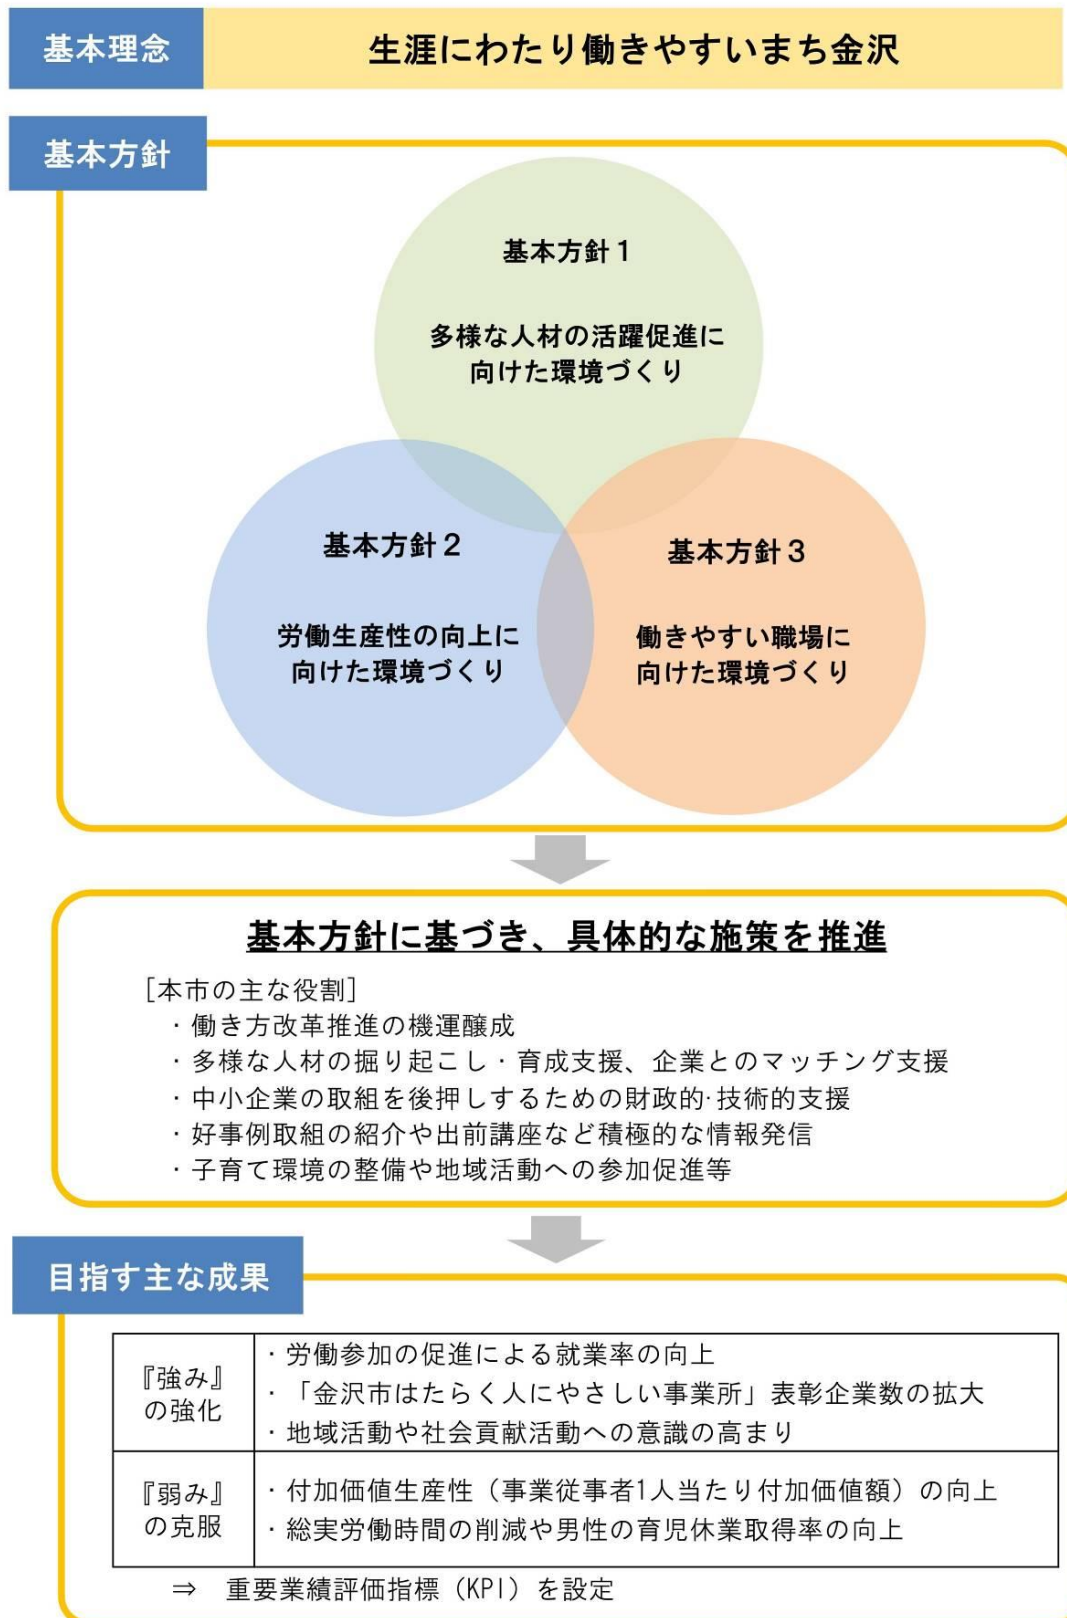 基本理念
生涯にわたり働きやすいまち金沢
基本方針
基本方針1
多様な人材の活躍促進に
向けた環境づくり
基本方針2
労働生産性の向上に
向けた環境づくり
基本方針3
働きやすい職場に
向けた環境づくり
基本方針に基づき、具体的な施策を推進
[本市の主な役割]
・働き方改革推進の機運醸成
・多様な人材の掘り起こし・育成支援、企業とのマッチング支援
・中小企業の取組を後押しするための財政的・技術的支援
・好事例取組の紹介や出前講座など積極的な情報発信
・子育て環境の整備や地域活動への参加促進等
目指す主な成果
『強み』
の強化
・労働参加の促進による就業率の向上
・「金沢市はたらく人にやさしい事業所」表彰企業数の拡大
・地域活動や社会貢献活動への意識の高まり
『弱み』
の克服
・付加価値生産性（事業従事者1人当たり付加価値額）の向上
・総実労働時間の削減や男性の育児休業取得率の向上
⇒　重要業績評価指標（KPI）を設定